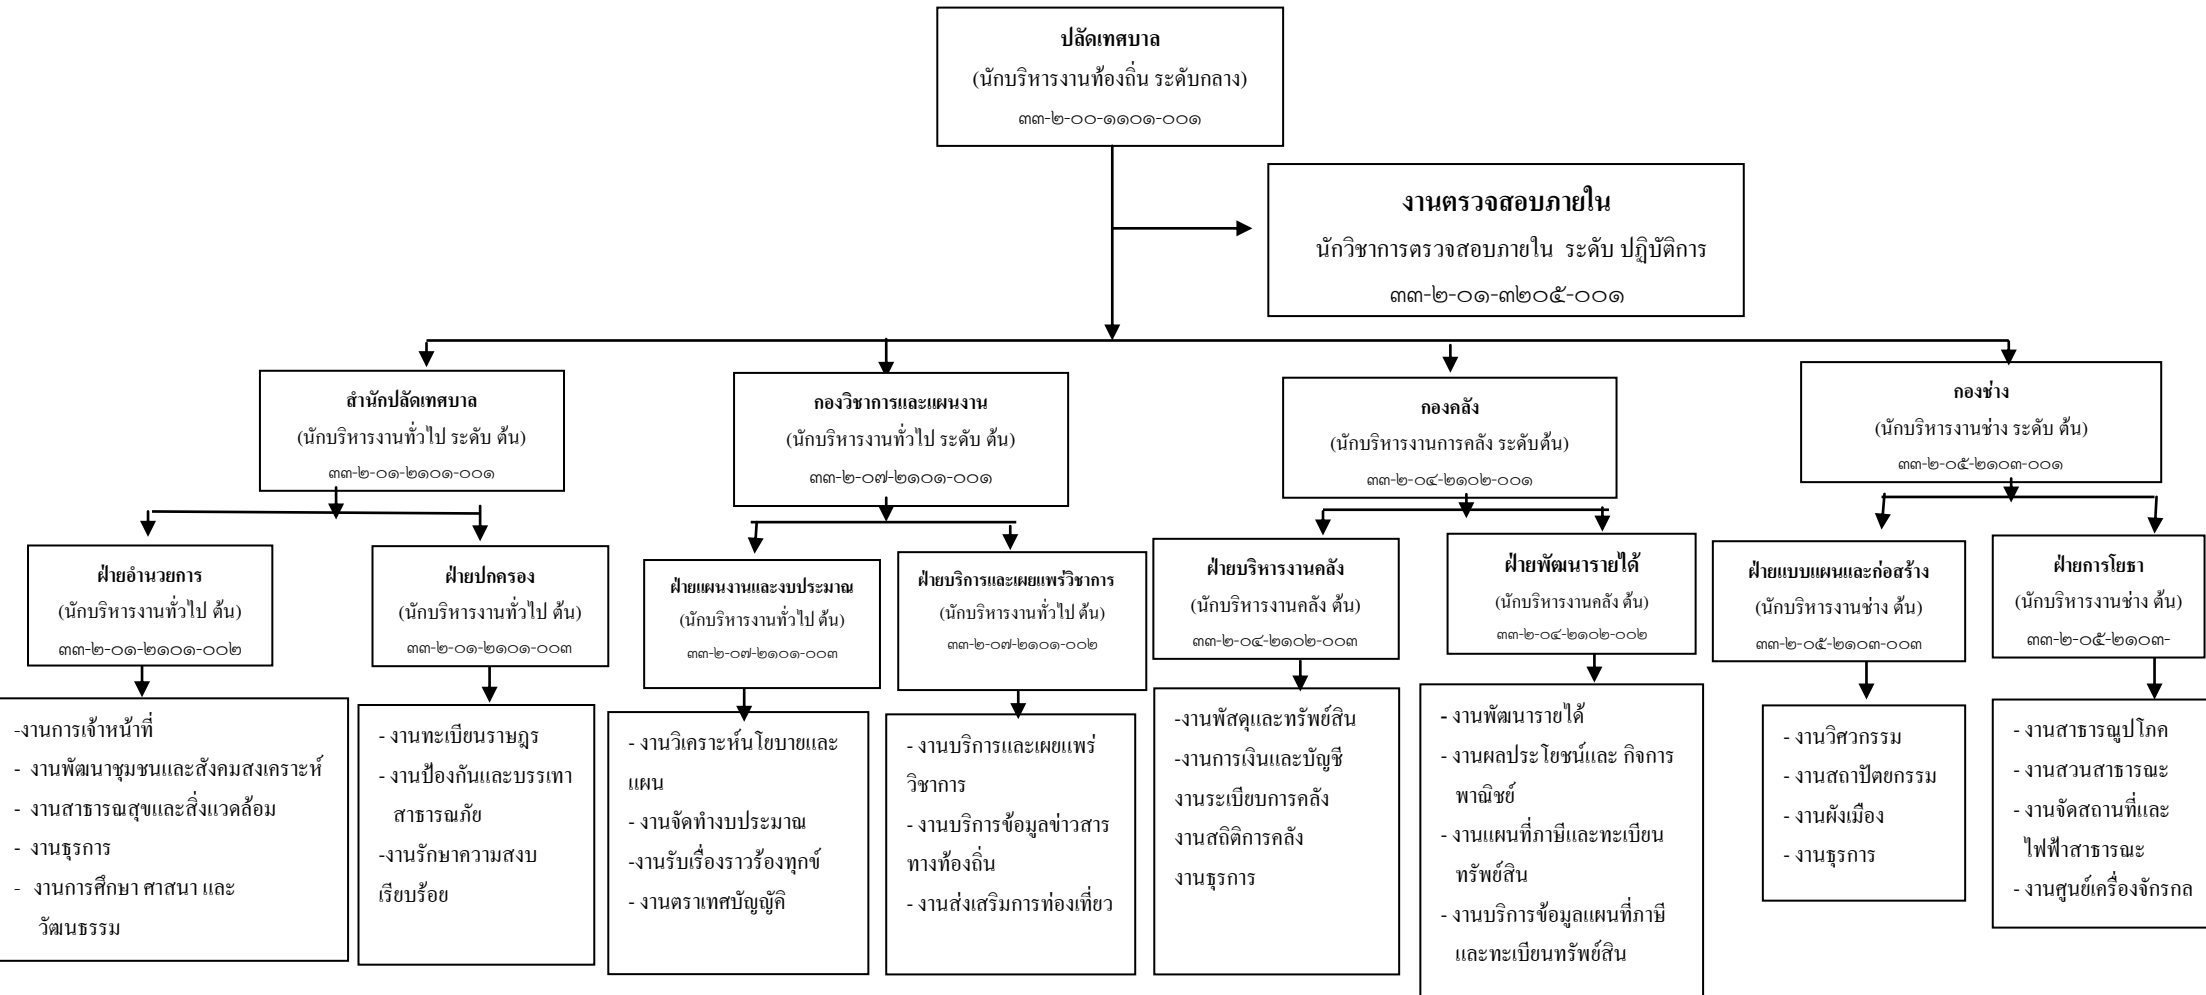 ปลัดเทศบาล
(นักบริหารงานท้องถิ่น ระดับกลาง)
๓๓-๒-๐๐-๑๑๐๑-๐๐๑
งานตรวจสอบภายใน
นักวิชาการตรวจสอบภายใน ระดับ ปฏิบัติการ
๓๓-๒-๐๑-๓๒๐๕-๐๐๑
สำนักปลัดเทศบาล
(นักบริหารงานทั่วไป ระดับ ต้น)
๓๓-๒-๐๑-๒๑๐๑-๐๐๑
กองวิชาการและแผนงาน
(นักบริหารงานทั่วไป ระดับ ต้น)
๓๓-๒-๐๗-๒๑๐๑-๐๐๑
กองคลัง
(นักบริหารงานการคลัง ระดับต้น)
๓๓-๒-๐๔-๒๑๐๒-๐๐๑
กองช่าง
(นักบริหารงานช่าง ระดับ ต้น)
๓๓-๒-๐๕-๒๑๐๓-๐๐๑
ฝ่ายอำนวยการ
(นักบริหารงานทั่วไป ต้น)
๓๓-๒-๐๑-๒๑๐๑-๐๐๒
ฝ่ายปกครอง
(นักบริหารงานทั่วไป ต้น)
๓๓-๒-๐๑-๒๑๐๑-๐๐๓
ฝ่ายแผนงานและงบประมาณ
(นักบริหารงานทั่วไป ต้น)
๓๓-๒-๐๗-๒๑๐๑-๐๐๓
ฝ่ายบริการและเผยแพร่วิชาการ
(นักบริหารงานทั่วไป ต้น)
๓๓-๒-๐๗-๒๑๐๑-๐๐๒
ฝ่ายบริหารงานคลัง
(นักบริหารงานคลัง ต้น)
๓๓-๒-๐๔-๒๑๐๒-๐๐๓
ฝ่ายพัฒนารายได้
(นักบริหารงานคลัง ต้น)
๓๓-๒-๐๔-๒๑๐๒-๐๐๒
ฝ่ายแบบแผนและก่อสร้าง
(นักบริหารงานช่าง ต้น)
๓๓-๒-๐๕-๒๑๐๓-๐๐๓
ฝ่ายการโยธา
(นักบริหารงานช่าง ต้น)
๓๓-๒-๐๕-๒๑๐๓-
-งานการเจ้าหน้าที่
- งานพัฒนาชุมชนและสังคมสงเคราะห์
- งานสาธารณสุขและสิ่งแวดล้อม
- งานธุรการ
- งานการศึกษา ศาสนา และ
วัฒนธรรม
- งานทะเบียนราษฎร
- งานป้องกันและบรรเทา
สาธารณภัย
-งานรักษาความสงบ
เรียบร้อย
- งานวิเคราะห์นโยบายและ
แผน
- งานจัดทำงบประมาณ
-งานรับเรื่องราวร้องทุกข์
- งานตราเทศบัญญัติ
- งานบริการและเผยแพร่
วิชาการ
- งานบริการข้อมูลข่าวสาร
ทางท้องถิ่น
- งานส่งเสริมการท่องเที่ยว
-งานพัสดุและทรัพย์สิน
-งานการเงินและบัญชี
งานระเบียบการคลัง
งานสถิติการคลัง
งานธุรการ
- งานพัฒนารายได้
- งานผลประโยชน์และ กิจการ
พาณิชย์
- งานแผนที่ภาษีและทะเบียน
ทรัพย์สิน
- งานบริการข้อมูลแผนที่ภาษี
และทะเบียนทรัพย์สิน
- งานวิศวกรรม
- งานสถาปัตยกรรม
- งานผังเมือง
- งานธุรการ
- งานสาธารณูปโภค
- งานสวนสาธารณะ
- งานจัดสถานที่และ
ไฟฟ้าสาธารณะ
- งานศูนย์เครื่องจักรกล